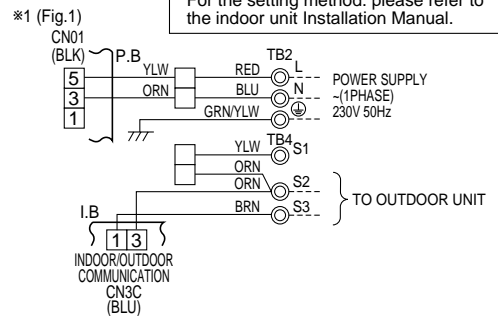 ※1 (Fig.1)
For the setting method. please refer to
the indoor unit Installation Manual.
CN01
(BLK)
P.B
5
3
1
YLW
ORN
RED
BLU
GRN/YLW
TB2
L
N
POWER SUPPLY
~(1PHASE)
230V 50Hz
TB4
YLW
S1
ORN
ORN
S2
BRN
S3
TO OUTDOOR UNIT
I.B
1 3
INDOOR/OUTDOOR
COMMUNICATION
CN3C
(BLU)